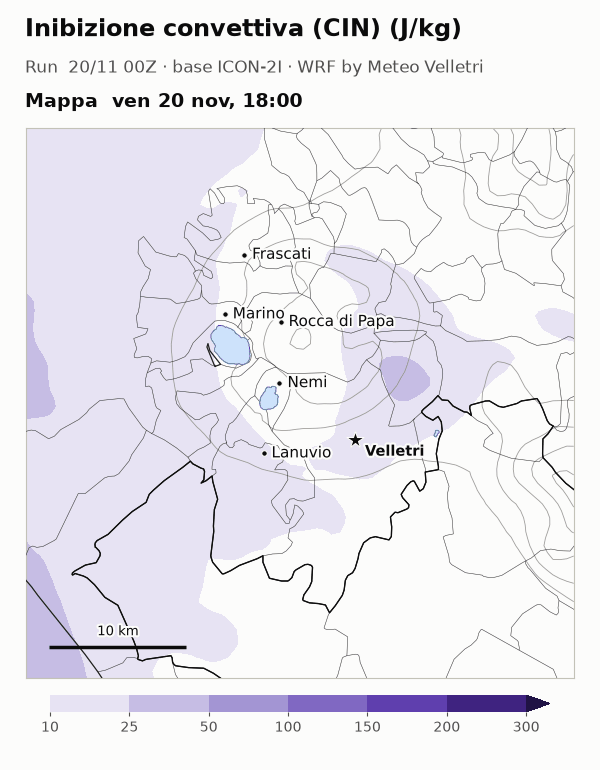 Inibizione convettiva (CIN) (J/kg)
Run  20/11 00Z · base ICON-2I · WRF by Meteo Velletri
Mappa  ven 20 nov, 18:00
Frascati
Marino
Rocca di Papa
Nemi
Velletri
Lanuvio
10 km
10 25 50 100 150 200 300